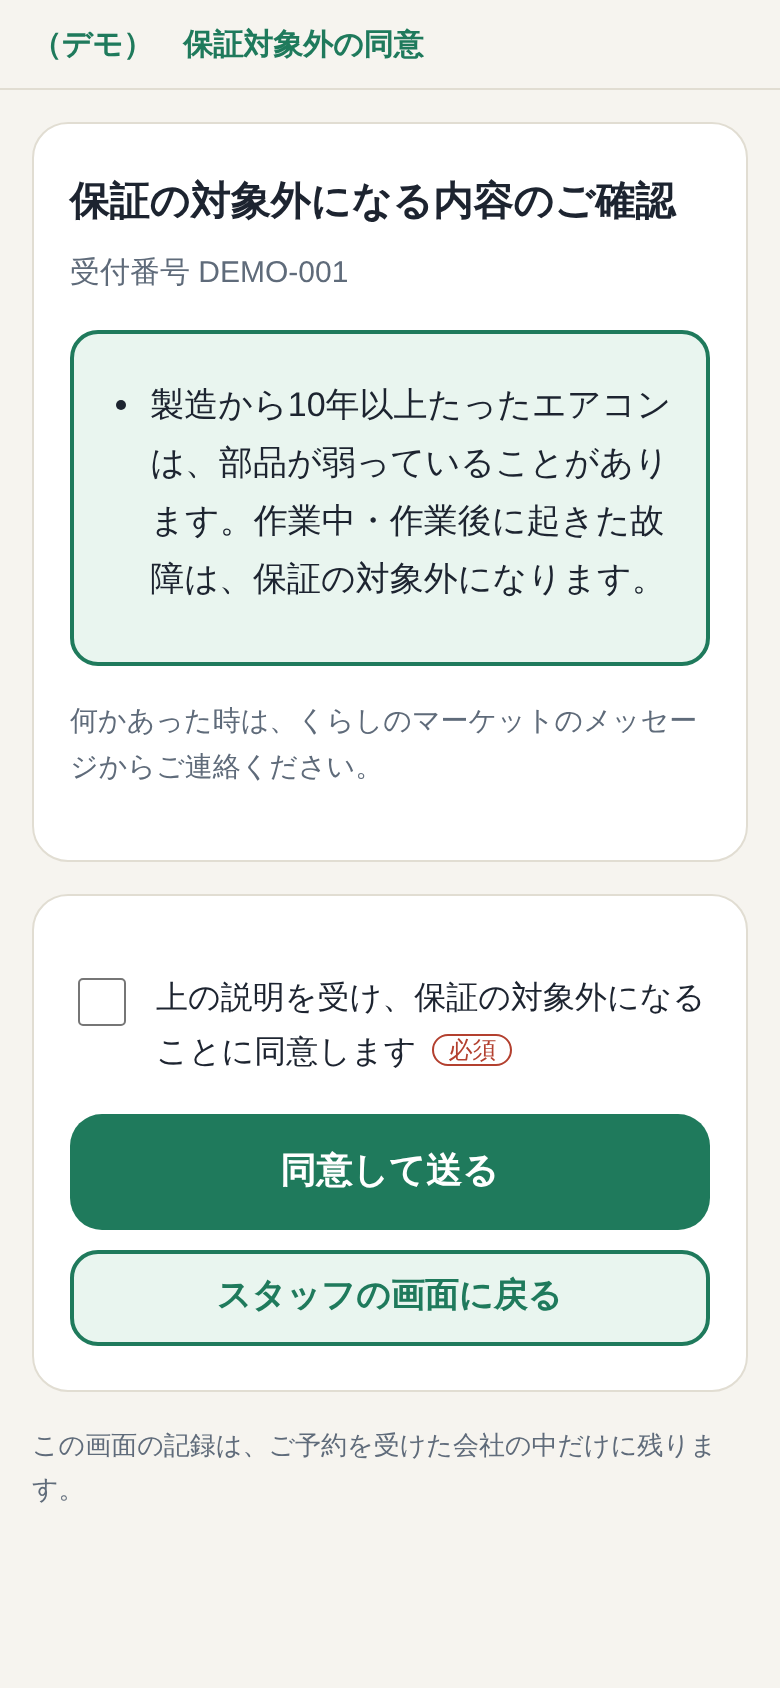 （デモ）　保証対象外の同意
保証の対象外になる内容のご確認
受付番号 DEMO-001
• 製造から10年以上たったエアコン
は、部品が弱っていることがあり
ます。作業中・作業後に起きた故
障は、保証の対象外になります。
何かあった時は、くらしのマーケットのメッセー
ジからご連絡ください。
上の説明を受け、保証の対象外になる
ことに同意します 必須
同意して送る
スタッフの画面に戻る
この画面の記録は、ご予約を受けた会社の中だけに残りま
す。